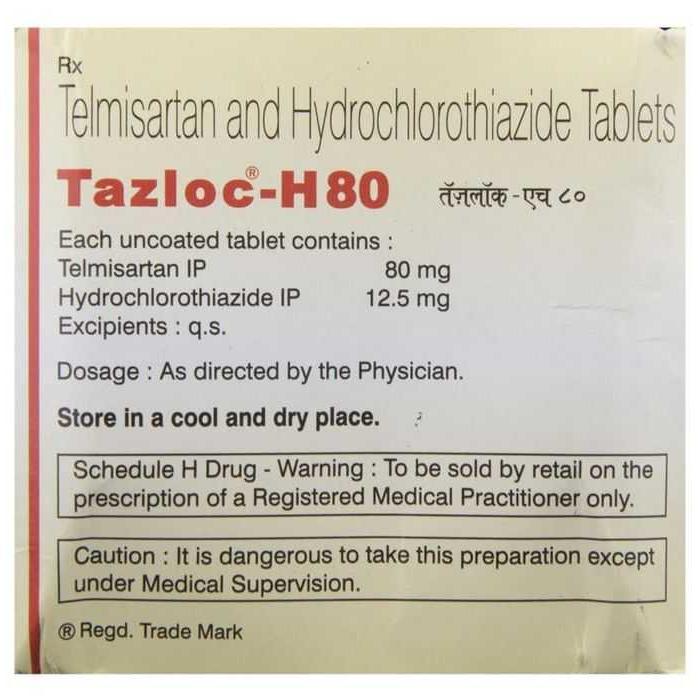 Rx
Telmisartan and Hydrochlorothiazide Tablets
Tazloc®-H 80 तॅज़लॉक - एच ८०
Each uncoated tablet contains :
Telmisartan IP 80 mg
Hydrochlorothiazide IP 12.5 mg
Excipients : q.s.
Dosage : As directed by the Physician.
Store in a cool and dry place.
Schedule H Drug - Warning : To be sold by retail on the
prescription of a Registered Medical Practitioner only.
Caution : It is dangerous to take this preparation except
under Medical Supervision.
® Regd. Trade Mark